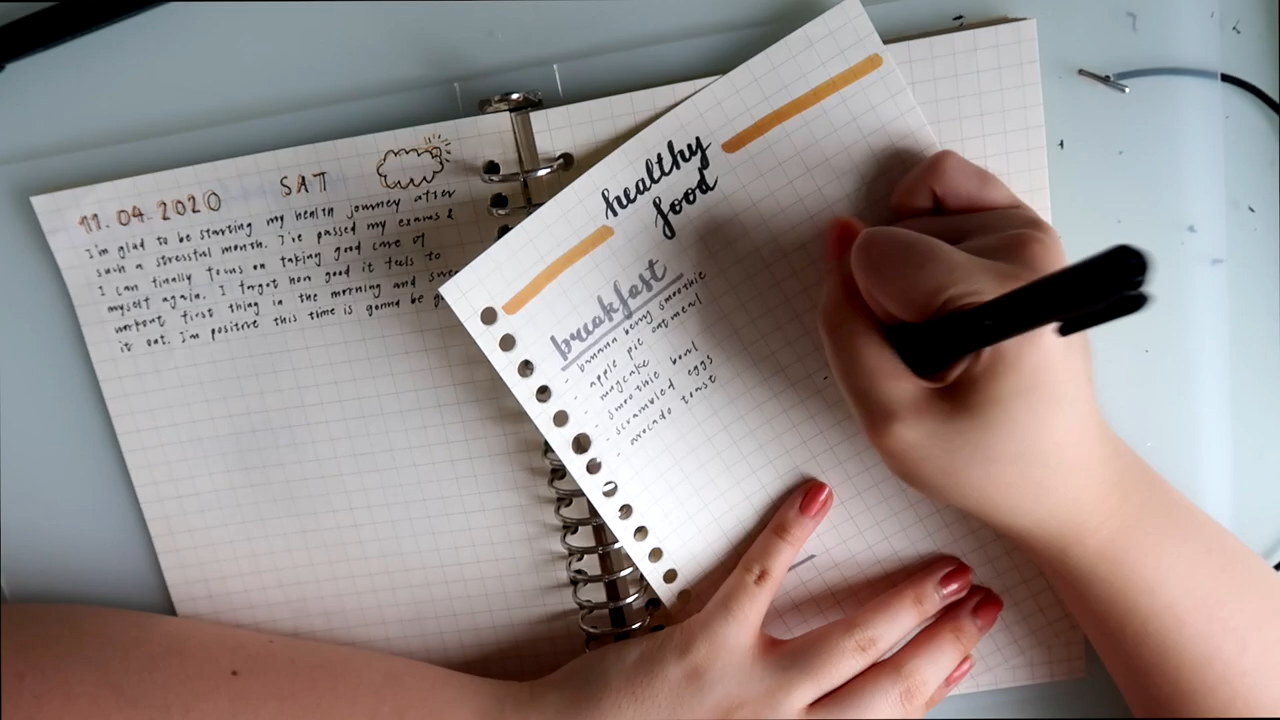 11.04.2020 SAT
I'm glad to be starting my health journey after
such a stressful month. I've passed my exams &
I can finally focus on taking good care of
myself again. I forgot how good it feels to
workout first thing in the morning and
it out. I'm positive this time is gonna be
healthy
food
breakfast
- banana berry smoothie
- apple pie oatmeal
- mugcake
- smoothie bowl
- scrambled eggs
- avocado toast